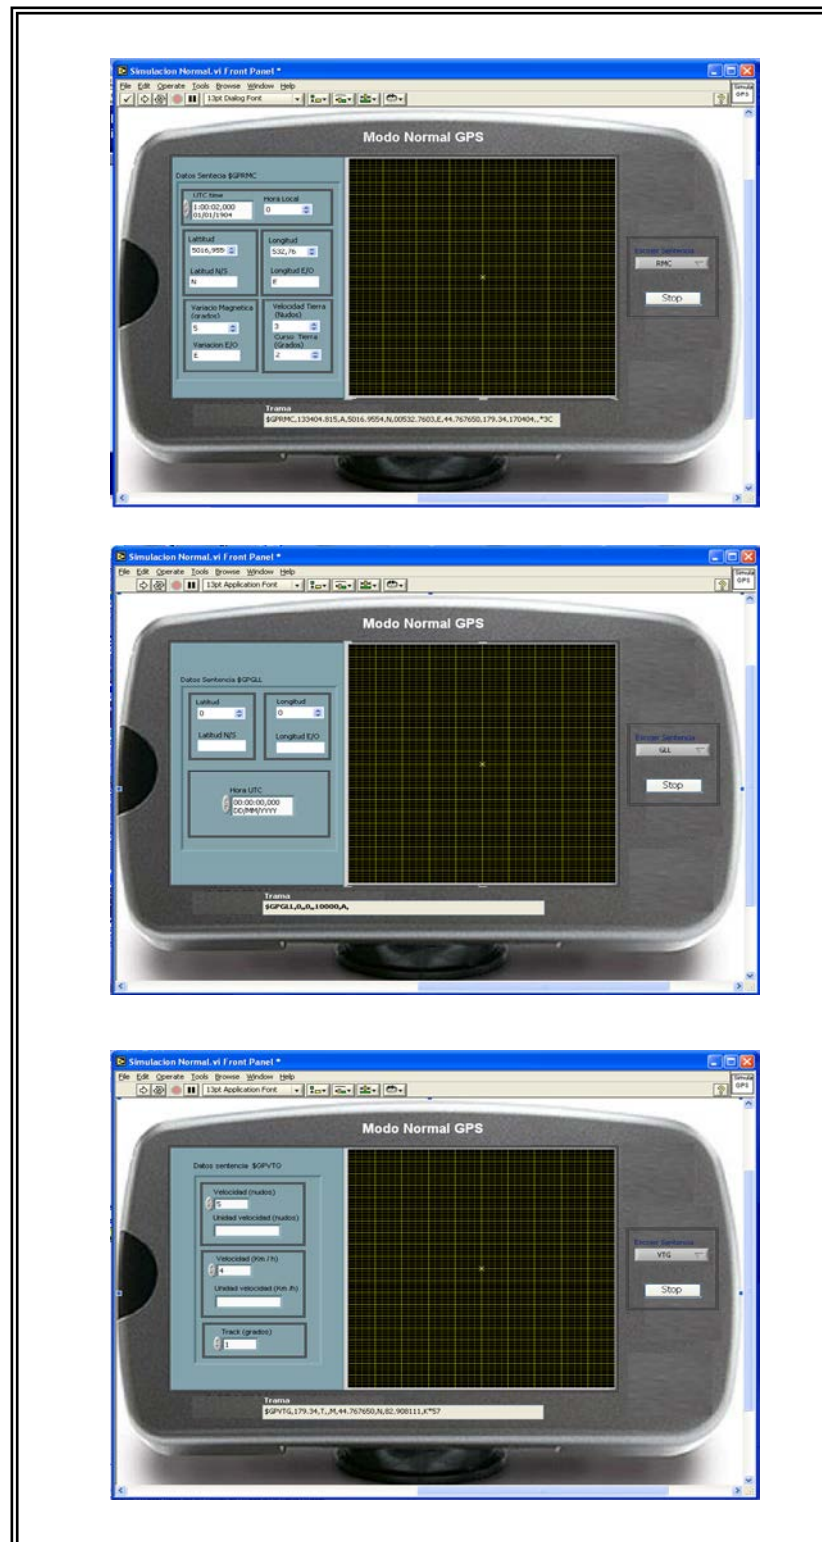 Simulacion Normal.vi Front Panel *
File Edit Operate Tools Browse Window Help
13pt Dialog Font
Simula
GPS
Modo Normal GPS
Datos Sentecia $GPRMC
UTC time
Hora Local
1:00:02,000
01/01/1904
0
Latitud
Longitud
5016,955
532,76
Latitud N/S
Longitud E/O
N
E
Variacio Magnetica
(grados)
Velocidad Tierra
(Nudos)
5
3
Variacion E/O
Curso Tierra
(Grados)
E
2
Escoger Sentencia
RMC
Stop
Trama
$GPRMC,133404.815,A,5016.9554,N,00532.7603,E,44.767650,179.34,170404,,*3C
Simulacion Normal.vi Front Panel *
File Edit Operate Tools Browse Window Help
13pt Application Font
Simula
GPS
Modo Normal GPS
Datos Sentencia $GPGLL
Latitud
Longitud
0
0
Latitud N/S
Longitud E/O
Hora UTC
00:00:00,000
DD/MM/YYYY
Escoger Sentencia
GLL
Stop
Trama
$GPGLL,0,,0,,10000,A,
Simulacion Normal.vi Front Panel *
File Edit Operate Tools Browse Window Help
13pt Application Font
Simula
GPS
Modo Normal GPS
Datos sentencia $GPVTG
Velocidad (nudos)
5
Unidad velocidad (nudos)
Velocidad (Km / h)
4
Unidad velocidad (Km /h)
Track (grados)
1
Escoger Sentencia
VTG
Stop
Trama
$GPVTG,179.34,T,,M,44.767650,N,82.908111,K*57